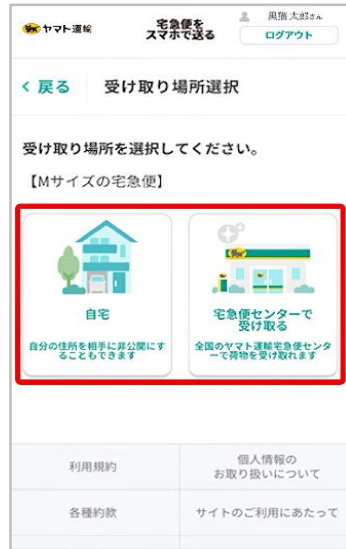 ヤマト運輸
宅急便を
スマホで送る
黒猫 太郎さん
ログアウト
< 戻る 受け取り場所選択
受け取り場所を選択してください。
【Mサイズの宅急便】
自宅
自分の住所を相手に非公開にす
ることもできます
宅急便センターで
受け取る
全国のヤマト運輸宅急便センタ
ーで荷物を受け取れます
利用規約
個人情報の
お取り扱いについて
各種約款
サイトのご利用にあたって